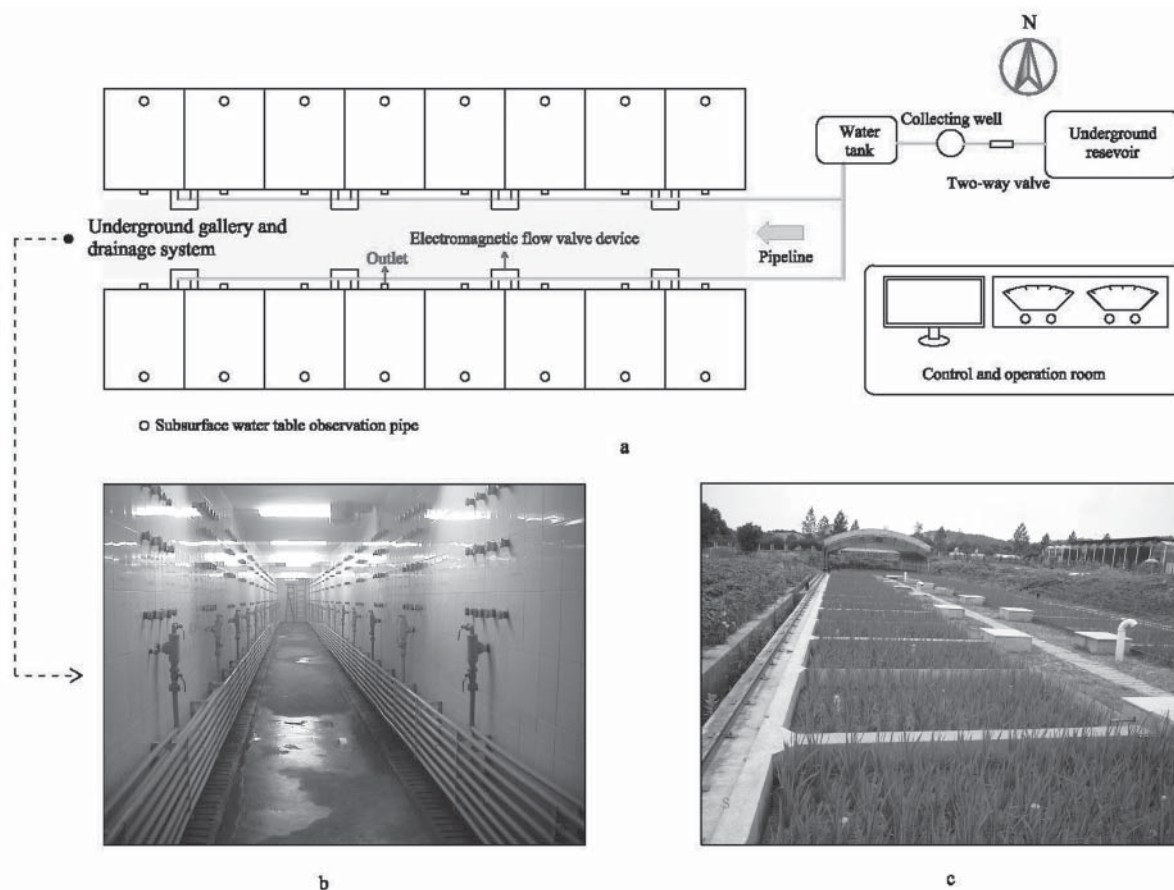 N
Collecting well
Water
tank
Underground
resevoir
Two-way valve
Underground gallery and
drainage system
Electromagnetic flow valve device
Outlet
Pipeline
Control and operation room
Subsurface water table observation pipe
a
S
b
c